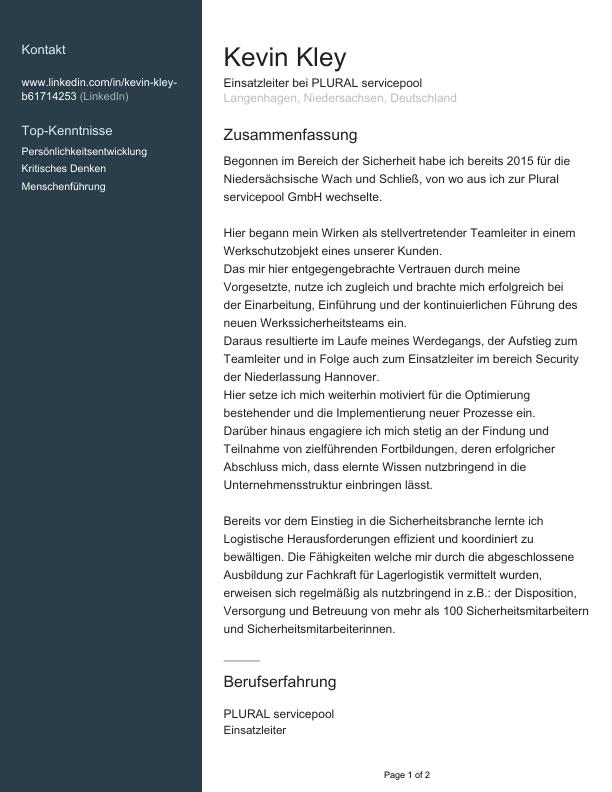 Kontakt
www.linkedin.com/in/kevin-kley-
b61714253 (LinkedIn)
Top-Kenntnisse
Persönlichkeitsentwicklung
Kritisches Denken
Menschenführung
Kevin Kley
Einsatzleiter bei PLURAL servicepool
Langenhagen, Niedersachsen, Deutschland
Zusammenfassung
Begonnen im Bereich der Sicherheit habe ich bereits 2015 für die
Niedersächsische Wach und Schließ, von wo aus ich zur Plural
servicepool GmbH wechselte.
Hier begann mein Wirken als stellvertretender Teamleiter in einem
Werkschutzobjekt eines unserer Kunden.
Das mir hier entgegengebrachte Vertrauen durch meine
Vorgesetzte, nutze ich zugleich und brachte mich erfolgreich bei
der Einarbeitung, Einführung und der kontinuierlichen Führung des
neuen Werkssicherheitsteams ein.
Daraus resultierte im Laufe meines Werdegangs, der Aufstieg zum
Teamleiter und in Folge auch zum Einsatzleiter im bereich Security
der Niederlassung Hannover.
Hier setze ich mich weiterhin motiviert für die Optimierung
bestehender und die Implementierung neuer Prozesse ein.
Darüber hinaus engagiere ich mich stetig an der Findung und
Teilnahme von zielführenden Fortbildungen, deren erfolgricher
Abschluss mich, dass elernte Wissen nutzbringend in die
Unternehmensstruktur einbringen lässt.
Bereits vor dem Einstieg in die Sicherheitsbranche lernte ich
Logistische Herausforderungen effizient und koordiniert zu
bewältigen. Die Fähigkeiten welche mir durch die abgeschlossene
Ausbildung zur Fachkraft für Lagerlogistik vermittelt wurden,
erweisen sich regelmäßig als nutzbringend in z.B.: der Disposition,
Versorgung und Betreuung von mehr als 100 Sicherheitsmitarbeitern
und Sicherheitsmitarbeiterinnen.
Berufserfahrung
PLURAL servicepool
Einsatzleiter
Page 1 of 2